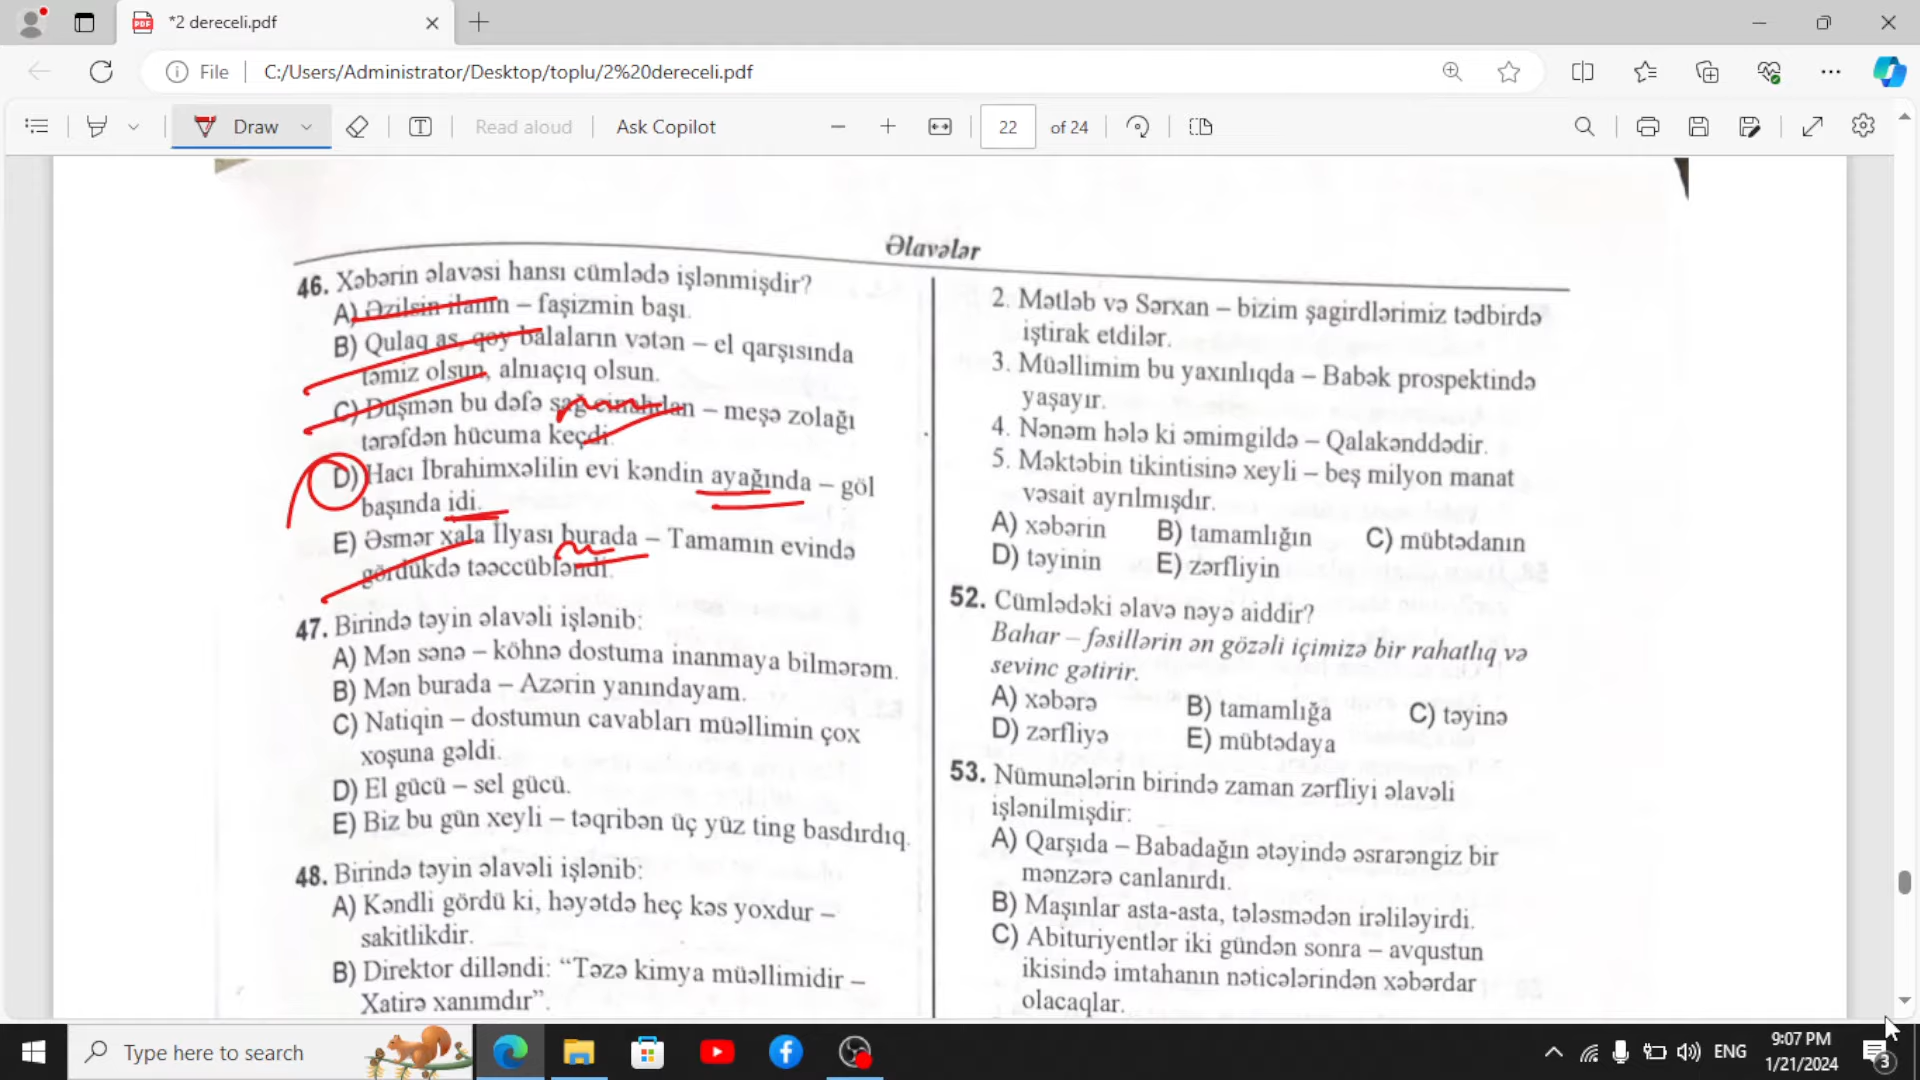 *2 dereceli.pdf
File
C:/Users/Administrator/Desktop/toplu/2%20dereceli.pdf
Draw
Read aloud
Ask Copilot
22
of 24
Əlavələr
46. Xəbərin əlavəsi hansı cümlədə işlənmişdir?
A) Əzilsin ilanın – faşizmin başı.
B) Qulaq as, qoy balaların vətən – el qarşısında
təmiz olsun, alnıaçıq olsun.
C) Düşmən bu dəfə sağ cinahdan – meşə zolağı
tərəfdən hücuma keçdi.
D) Hacı İbrahimxəlilin evi kəndin ayağında – göl
başında idi.
E) Əsmər xala İlyası burada – Tamamın evində
gördükdə təəccübləndi.
47. Birində təyin əlavəli işlənib:
A) Mən sənə – köhnə dostuma inanmaya bilmərəm.
B) Mən burada – Azərin yanındayam.
C) Natiqin – dostumun cavabları müəllimin çox
xoşuna gəldi.
D) El gücü – sel gücü.
E) Biz bu gün xeyli – təqribən üç yüz ting basdırdıq.
48. Birində təyin əlavəli işlənib:
A) Kəndli gördü ki, həyətdə heç kəs yoxdur –
sakitlikdir.
B) Direktor dilləndi: “Təzə kimya müəllimidir –
Xatirə xanımdır”.
2. Mətləb və Sərxan – bizim şagirdlərimiz tədbirdə
iştirak etdilər.
3. Müəllimim bu yaxınlıqda – Babək prospektində
yaşayır.
4. Nənəm hələ ki əmimgildə – Qalakənddədir.
5. Məktəbin tikintisinə xeyli – beş milyon manat
vəsait ayrılmışdır.
A) xəbərin B) tamamlığın C) mübtədanın
D) təyinin E) zərfliyin
52. Cümlədəki əlavə nəyə aiddir?
Bahar – fəsillərin ən gözəli içimizə bir rahatlıq və
sevinc gətirir.
A) xəbərə B) tamamlığa C) təyinə
D) zərfliyə E) mübtədaya
53. Nümunələrin birində zaman zərfliyi əlavəli
işlənilmişdir:
A) Qarşıda – Babadağın ətəyində əsrarəngiz bir
mənzərə canlanırdı.
B) Maşınlar asta-asta, tələsmədən irəliləyirdi.
C) Abituriyentlər iki gündən sonra – avqustun
ikisində imtahanın nəticələrindən xəbərdar
olacaqlar.
Type here to search
ENG
9:07 PM
1/21/2024
3